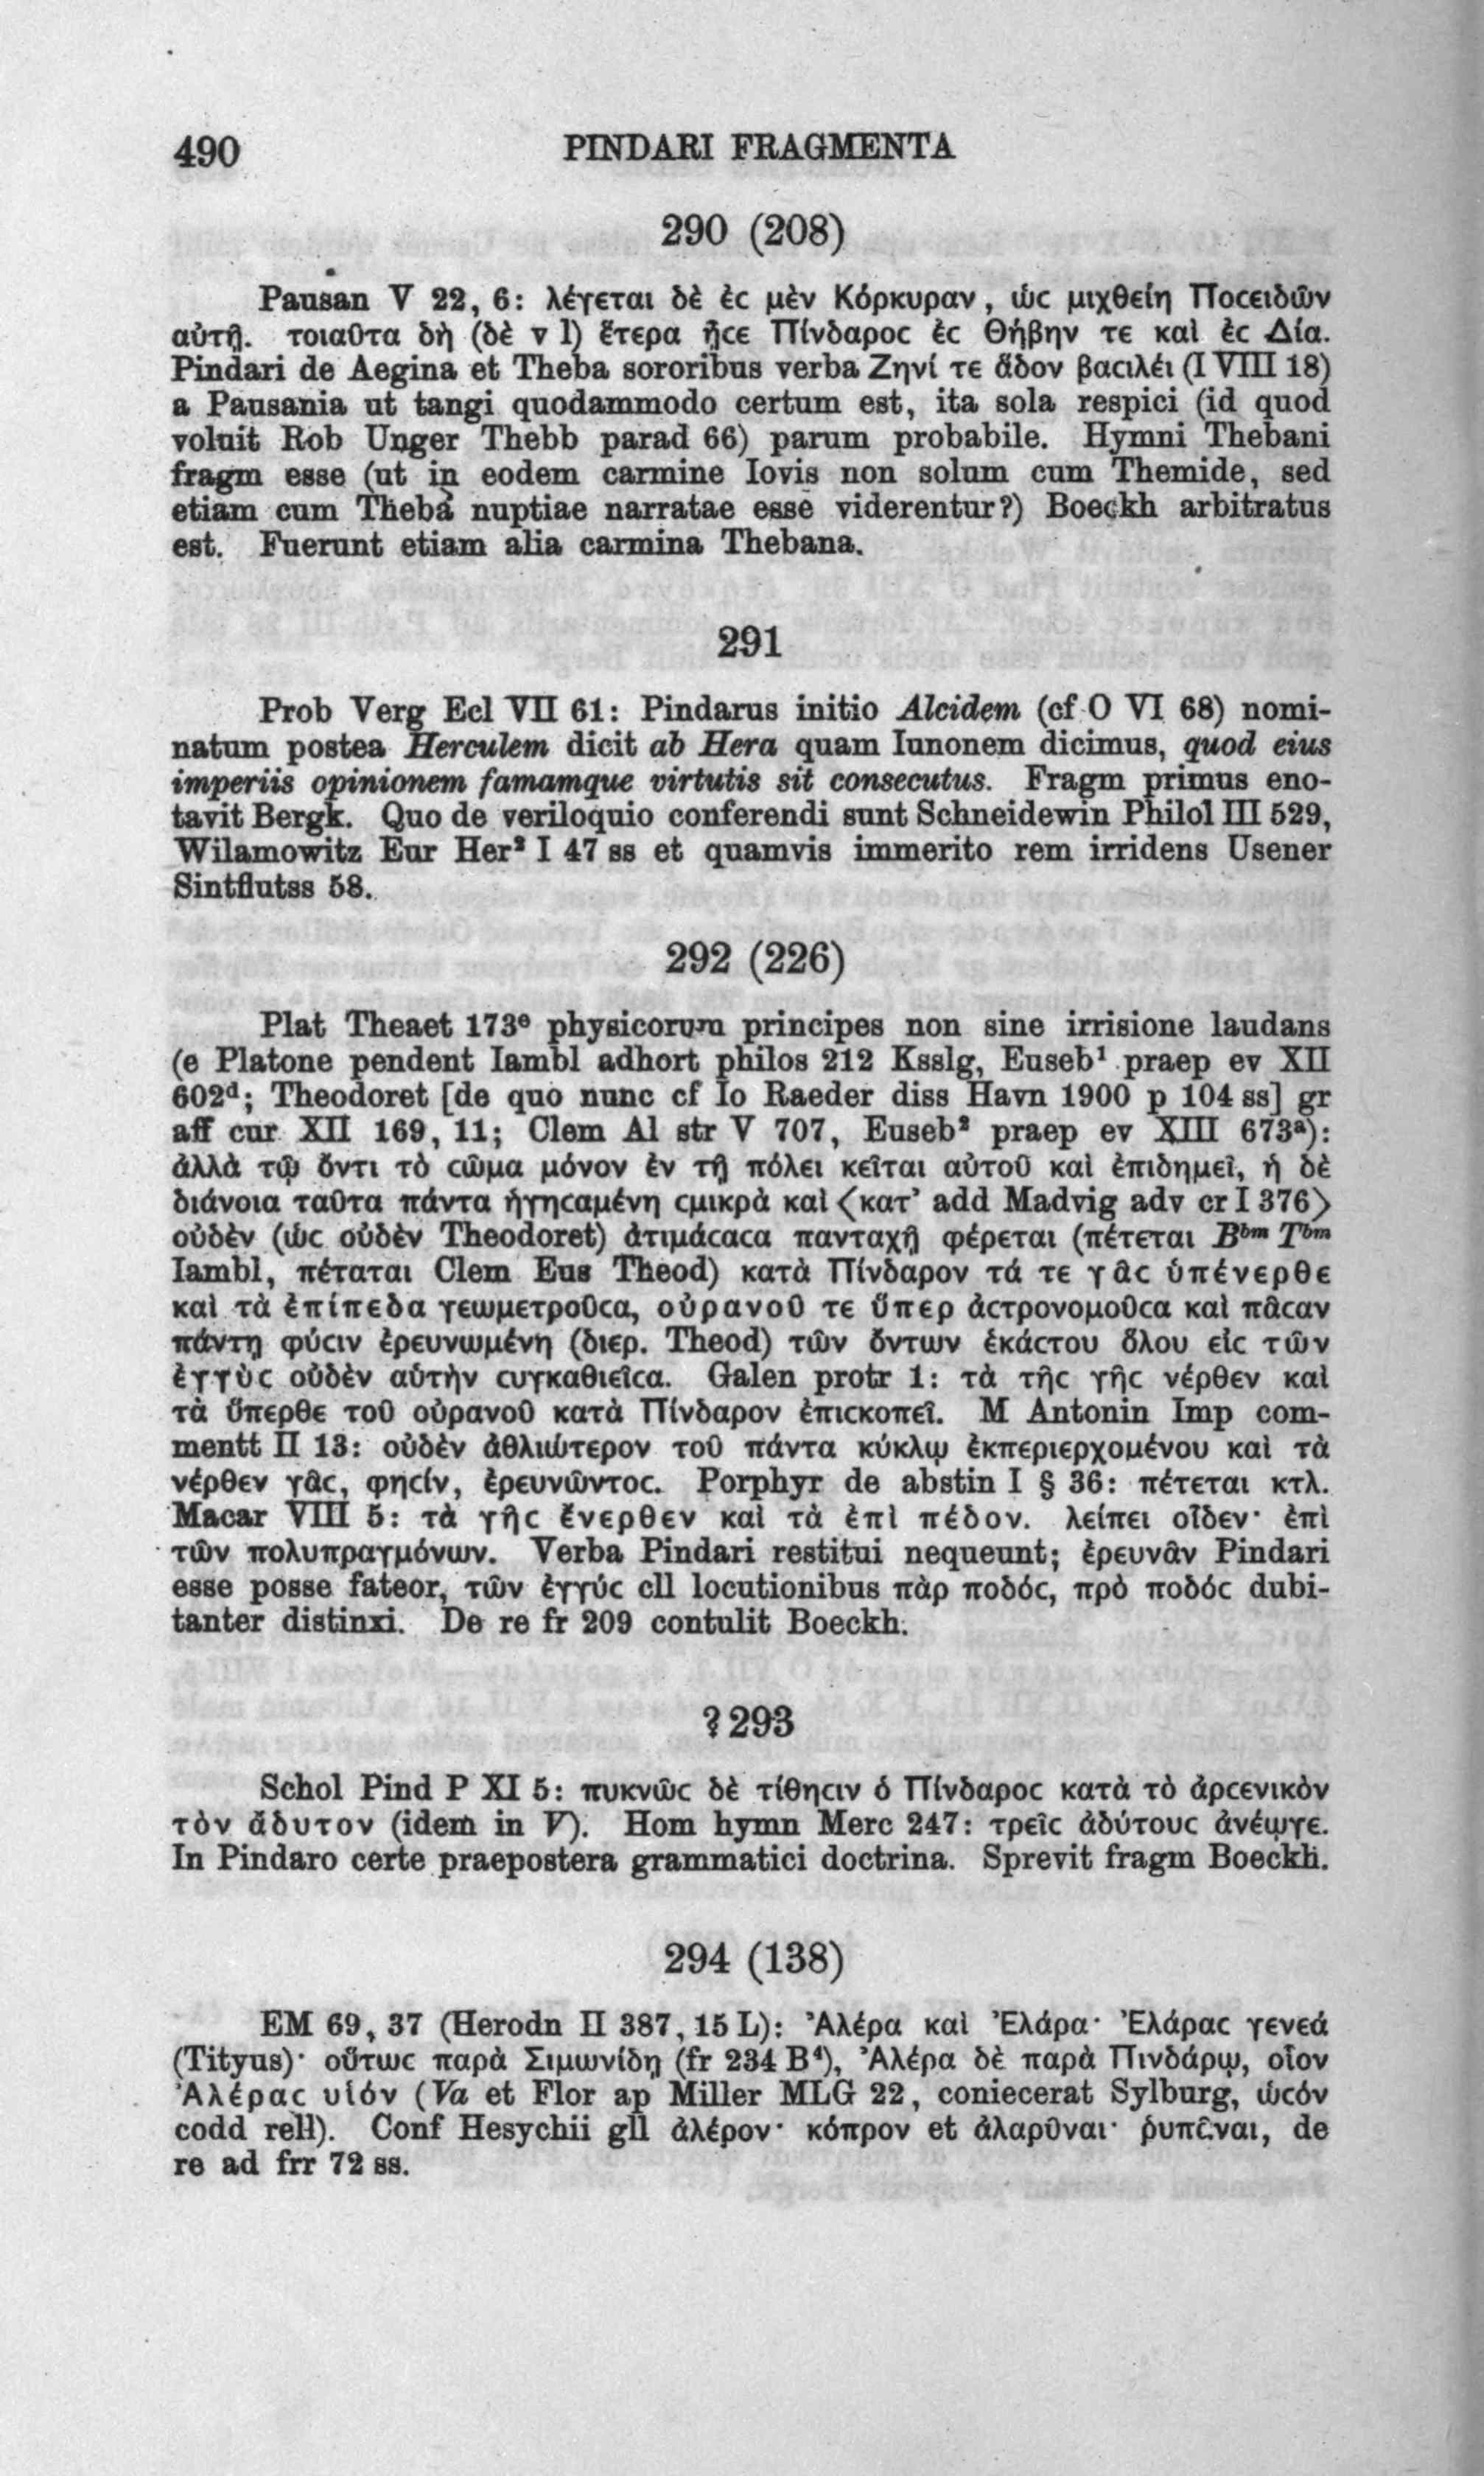 490 PINDARI FRAGMENTA
290 (208)
Pausan V 22, 6: λέγεται δὲ ἐc μὲν Κόρκυραν, ὡc μιχθείη Ποcειδῶν
αὐτῇ. τοιαῦτα δὴ (δὲ v l) ἕτερα ᾖcε Πίνδαροc ἐc Θήβην τε καὶ ἐc Δία.
Pindari de Aegina et Theba sororibus verba Ζηνί τε ἅδον βαcιλέι (I VIII 18)
a Pausania ut tangi quodammodo certum est, ita sola respici (id quod
voluit Rob Unger Thebb parad 66) parum probabile. Hymni Thebani
fragm esse (ut in eodem carmine Iovis non solum cum Themide, sed
etiam cum Theba nuptiae narratae esse viderentur?) Boeckh arbitratus
est. Fuerunt etiam alia carmina Thebana.
291
Prob Verg Ecl VII 61: Pindarus initio Alcidem (cf O VI 68) nomi-
natum postea Herculem dicit ab Hera quam Iunonem dicimus, quod eius
imperiis opinionem famamque virtutis sit consecutus. Fragm primus eno-
tavit Bergk. Quo de veriloquio conferendi sunt Schneidewin Philol III 529,
Wilamowitz Eur Her² I 47 ss et quamvis immerito rem irridens Usener
Sintflutss 58.
292 (226)
Plat Theaet 173ᵉ physicorum principes non sine irrisione laudans
(e Platone pendent Iambl adhort philos 212 Ksslg, Euseb¹ praep ev XII
602ᵈ; Theodoret [de quo nunc cf Io Raeder diss Havn 1900 p 104 ss] gr
aff cur XII 169, 11; Clem Al str V 707, Euseb² praep ev XIII 673ᵃ):
ἀλλὰ τῷ ὄντι τὸ cῶμα μόνον ἐν τῇ πόλει κεῖται αὐτοῦ καὶ ἐπιδημεῖ, ἡ δὲ
διάνοια ταῦτα πάντα ἡγηcαμένη cμικρὰ καὶ ⟨κατ’ add Madvig adv cr I 376⟩
οὐδὲν (ὡc οὐδὲν Theodoret) ἀτιμάcαcα πανταχῇ φέρεται (πέτεται Bᵇᵐ Tᵇᵐ
Iambl, πέταται Clem Eus Theod) κατὰ Πίνδαρον τά τε γᾶc ὑπένερθε
καὶ τὰ ἐπίπεδα γεωμετροῦcα, οὐρανοῦ τε ὕπερ ἀcτρονομοῦcα καὶ πᾶcαν
πάντῃ φύcιν ἐρευνωμένη (διερ. Theod) τῶν ὄντων ἑκάcτου ὅλου εἰc τῶν
ἐγγὺc οὐδὲν αὑτὴν cυγκαθιεῖcα. Galen protr 1: τὰ τῆc γῆc νέρθεν καὶ
τὰ ὕπερθε τοῦ οὐρανοῦ κατὰ Πίνδαρον ἐπιcκοπεῖ. M Antonin Imp com-
mentt II 13: οὐδὲν ἀθλιώτερον τοῦ πάντα κύκλῳ ἐκπεριερχομένου καὶ τὰ
νέρθεν γᾶc, φηcίν, ἐρευνῶντοc. Porphyr de abstin I § 36: πέτεται κτλ.
Macar VIII 5: τὰ γῆc ἔνερθεν καὶ τὰ ἐπὶ πέδον. λείπει οἶδεν· ἐπὶ
τῶν πολυπραγμόνων. Verba Pindari restitui nequeunt; ἐρευνᾶν Pindari
esse posse fateor, τῶν ἐγγύc cll locutionibus πὰρ ποδόc, πρὸ ποδόc dubi-
tanter distinxi. De re fr 209 contulit Boeckh.
? 293
Schol Pind P XI 5: πυκνῶc δὲ τίθηcιν ὁ Πίνδαροc κατὰ τὸ ἀρcενικὸν
τὸν ἄδυτον (idem in V). Hom hymn Merc 247: τρεῖc ἀδύτουc ἀνέῳγε.
In Pindaro certe praepostera grammatici doctrina. Sprevit fragm Boeckh.
294 (138)
EM 69, 37 (Herodn II 387, 15 L): Ἀλέρα καὶ Ἐλάρα· Ἐλάραc γενεά
(Tityus)· οὕτωc παρὰ Σιμωνίδῃ (fr 234 B⁴), Ἀλέρα δὲ παρὰ Πινδάρῳ, οἷον
Ἀλέραc υἱόν (Va et Flor ap Miller MLG 22, coniecerat Sylburg, ὡcόν
codd rell). Conf Hesychii gll ἀλέρον· κόπρον et ἀλαρῦναι· ῥυπᾶναι, de
re ad frr 72 ss.